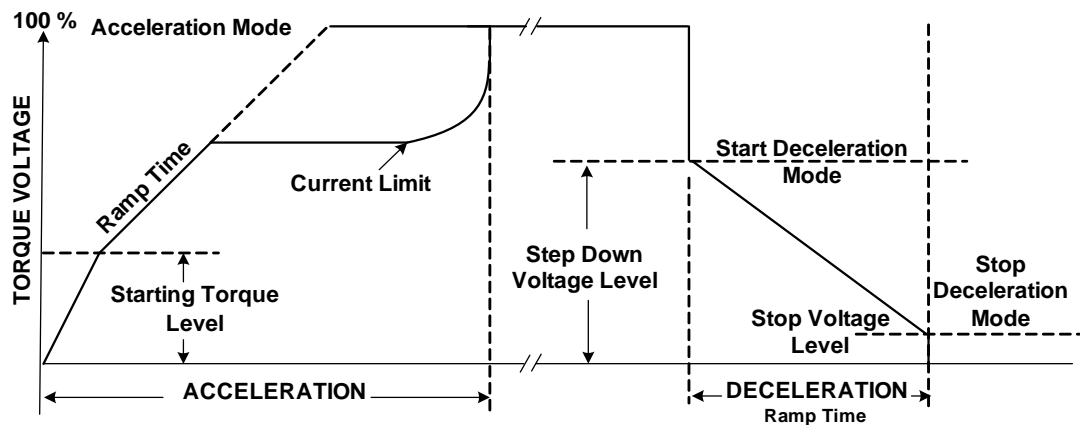 100 %
Acceleration Mode
TORQUE VOLTAGE
Ramp Time
Current Limit
Starting Torque
Level
ACCELERATION
Start Deceleration
Mode
Step Down
Voltage Level
Stop
Deceleration
Mode
Stop Voltage
Level
DECELERATION
Ramp Time